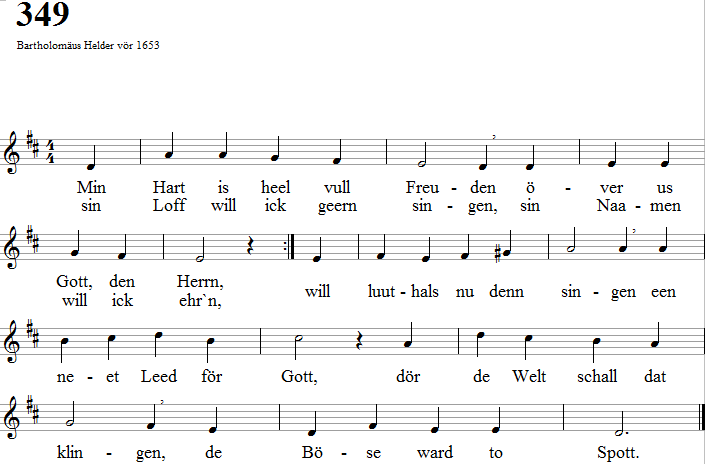 349
Bartholomäus Helder vör 1653
4
4
Min Hart is heel vull Freu - den ö - ver us
sin Loff will ick geern sin - gen, sin Naa - men
Gott, den Herrn, will luut - hals nu denn sin - gen een
will ick ehr`n,
ne - et Leed för Gott, dör de Welt schall dat
klin - gen, de Bö - se ward to Spott.